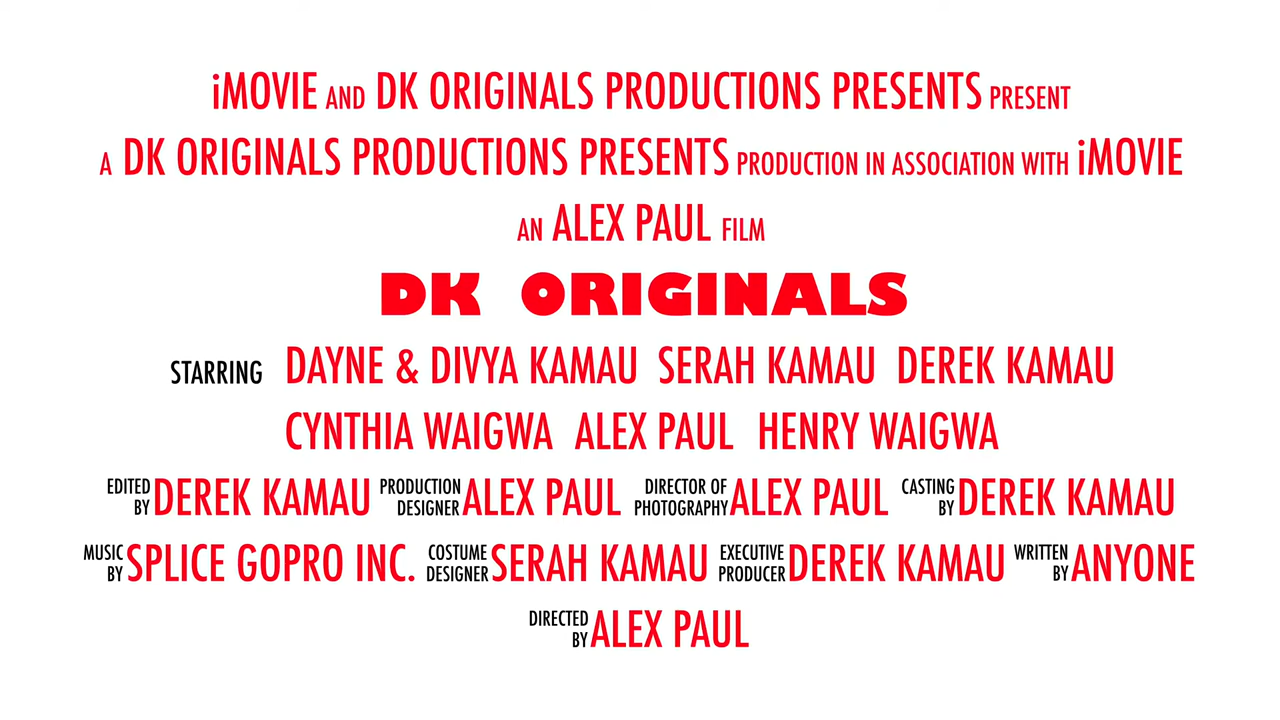 iMOVIE AND DK ORIGINALS PRODUCTIONS PRESENTS PRESENT
A DK ORIGINALS PRODUCTIONS PRESENTS PRODUCTION IN ASSOCIATION WITH iMOVIE
AN ALEX PAUL FILM
DK ORIGINALS
STARRING DAYNE & DIVYA KAMAU SERAH KAMAU DEREK KAMAU
CYNTHIA WAIGWA ALEX PAUL HENRY WAIGWA
EDITED BY DEREK KAMAU PRODUCTION DESIGNER ALEX PAUL DIRECTOR OF PHOTOGRAPHY ALEX PAUL CASTING BY DEREK KAMAU
MUSIC BY SPLICE GOPRO INC. COSTUME DESIGNER SERAH KAMAU EXECUTIVE PRODUCER DEREK KAMAU WRITTEN BY ANYONE
DIRECTED BY ALEX PAUL